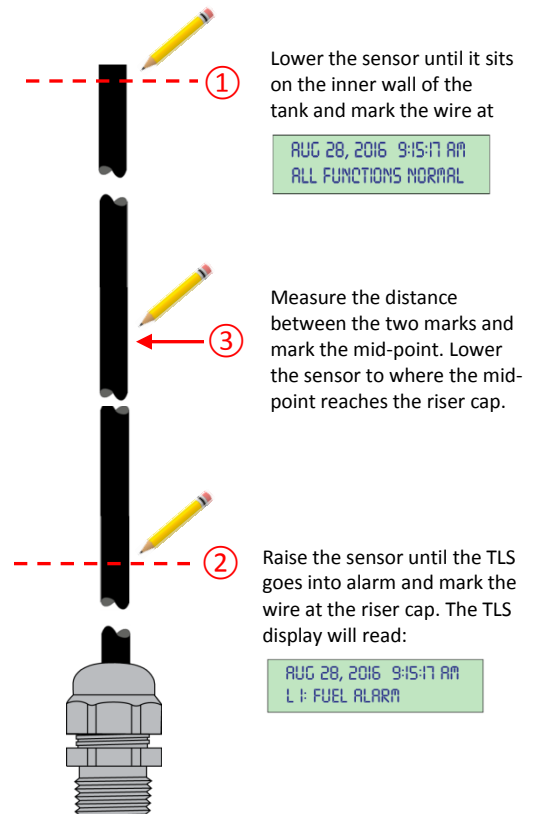 Lower the sensor until it sits
on the inner wall of the
tank and mark the wire at
1
AUG 28, 2016 9:15:17 AM
ALL FUNCTIONS NORMAL
Measure the distance
between the two marks and
mark the mid-point. Lower
the sensor to where the mid-
point reaches the riser cap.
3
Raise the sensor until the TLS
goes into alarm and mark the
wire at the riser cap. The TLS
display will read:
2
AUG 28, 2016 9:15:17 AM
L 1: FUEL ALARM